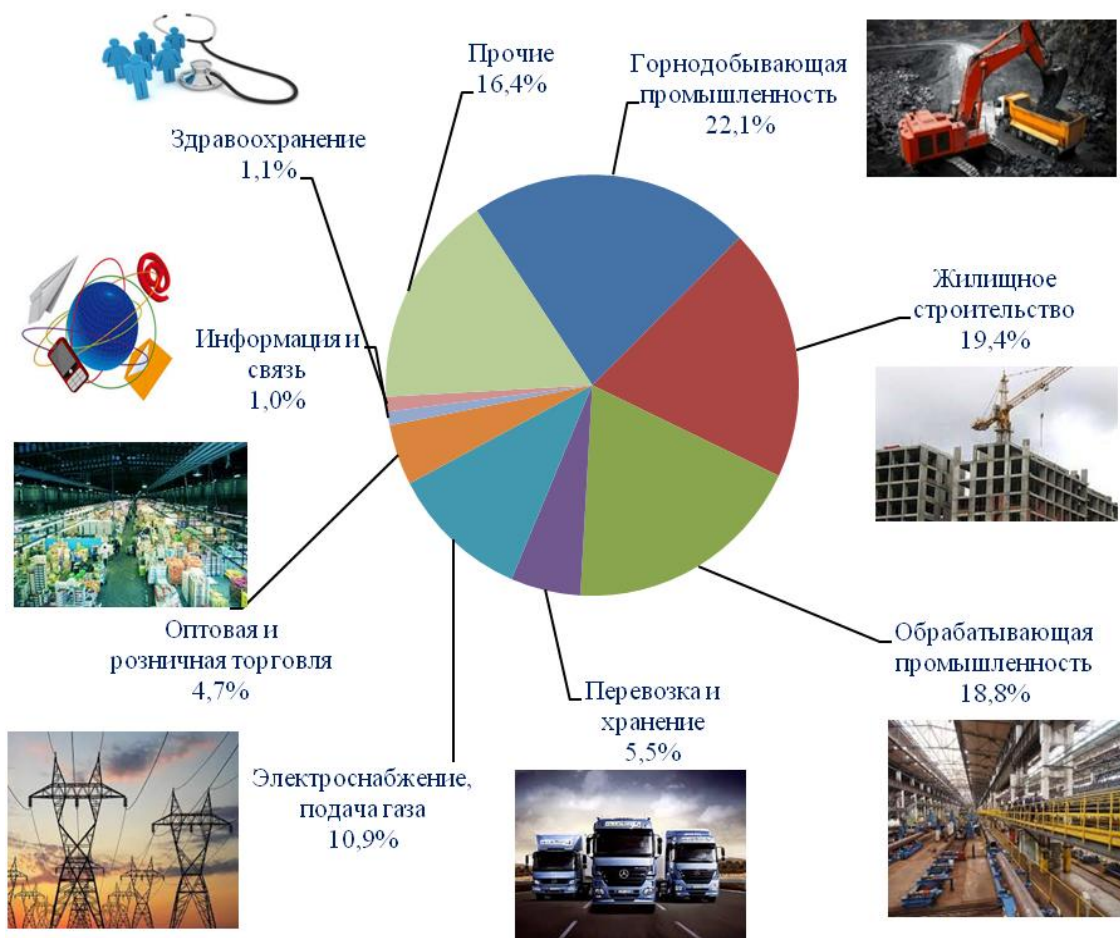 Прочие
16,4%
Горнодобывающая
промышленность
22,1%
Здравоохранение
1,1%
Жилищное
строительство
19,4%
Информация и
связь
1,0%
Оптовая и
розничная торговля
4,7%
Обрабатывающая
промышленность
18,8%
Перевозка и
хранение
5,5%
Электроснабжение,
подача газа
10,9%